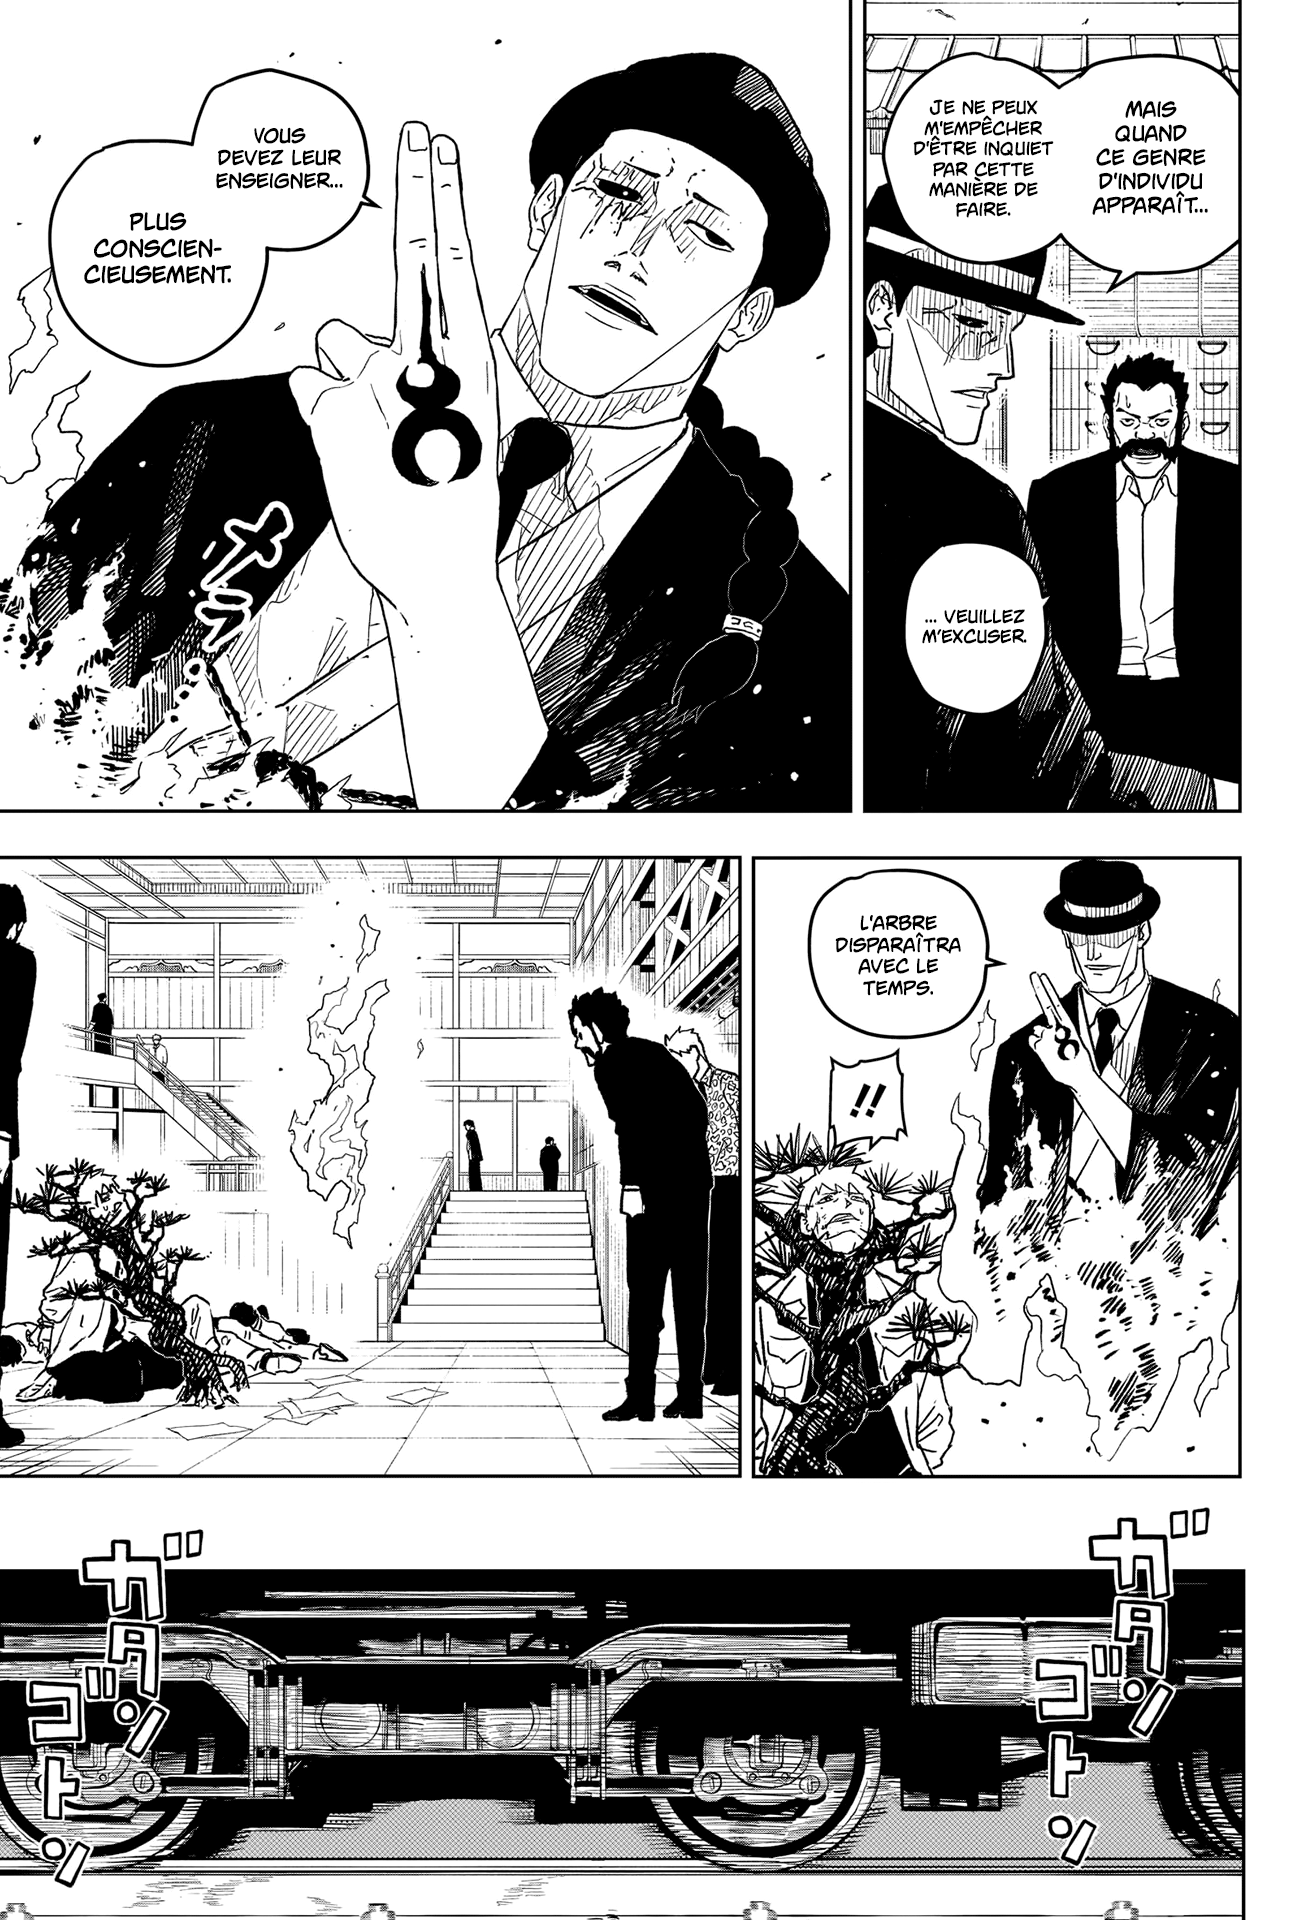 MAIS
QUAND
CE GENRE
D'INDIVIDU
APPARAÎT...
JE NE PEUX
M'EMPÊCHER
D'ÊTRE INQUIET
PAR CETTE
MANIÈRE DE
FAIRE.
... VEUILLEZ
M'EXCUSER.
VOUS
DEVEZ LEUR
ENSEIGNER...
PLUS
CONSCIEN-
CIEUSEMENT.
メラ
L'ARBRE
DISPARAÎTRA
AVEC LE
TEMPS.
!!
ガタン
ゴトン
ガタン
ゴトン